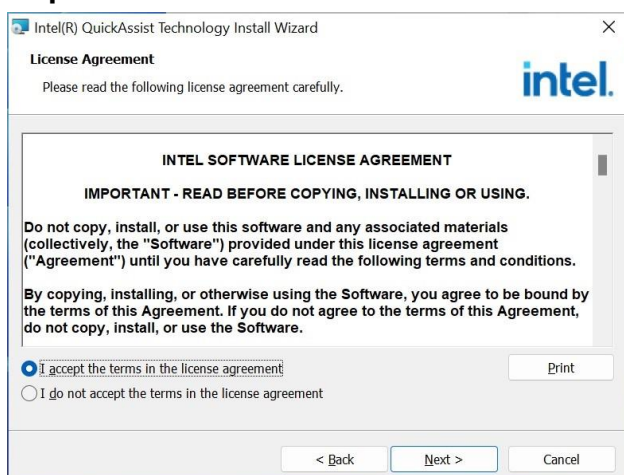 Intel(R) QuickAssist Technology Install Wizard
License Agreement
Please read the following license agreement carefully.
intel.
INTEL SOFTWARE LICENSE AGREEMENT
IMPORTANT - READ BEFORE COPYING, INSTALLING OR USING.
Do not copy, install, or use this software and any associated materials
(collectively, the "Software") provided under this license agreement
("Agreement") until you have carefully read the following terms and conditions.
By copying, installing, or otherwise using the Software, you agree to be bound by
the terms of this Agreement. If you do not agree to the terms of this Agreement,
do not copy, install, or use the Software.
I accept the terms in the license agreement
Print
I do not accept the terms in the license agreement
< Back
Next >
Cancel